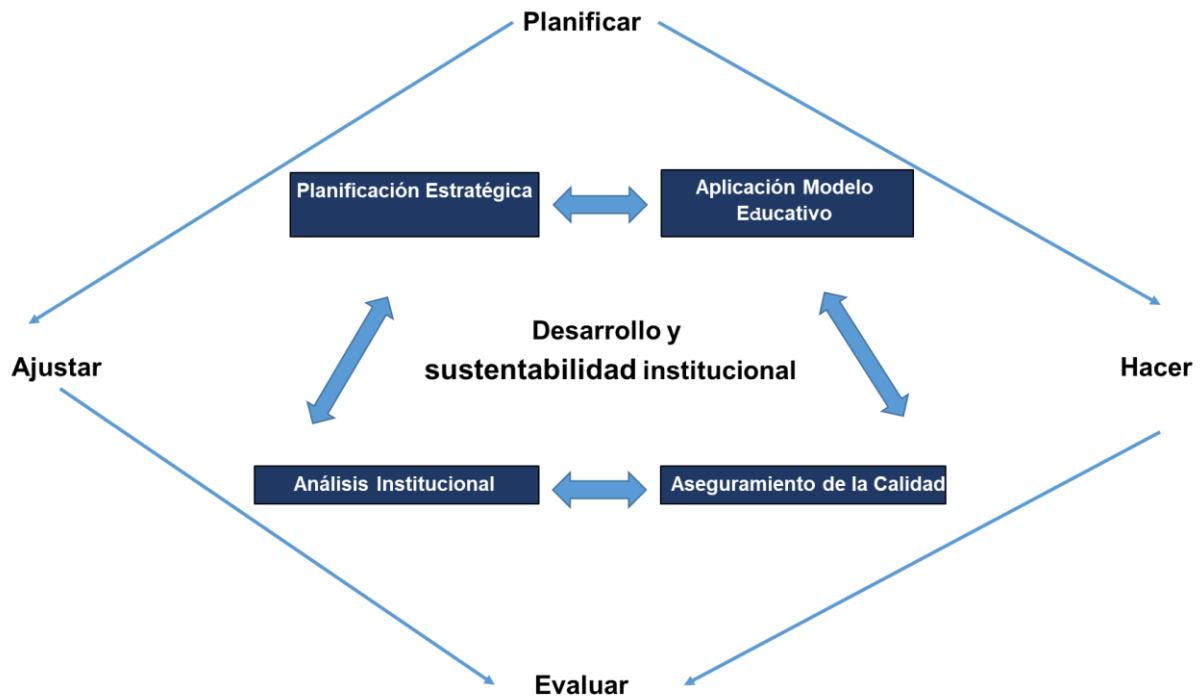 Planificar
Planificación Estratégica
Aplicación Modelo
Educativo
Desarrollo y
sustentabilidad institucional
Ajustar
Hacer
Análisis Institucional
Aseguramiento de la Calidad
Evaluar